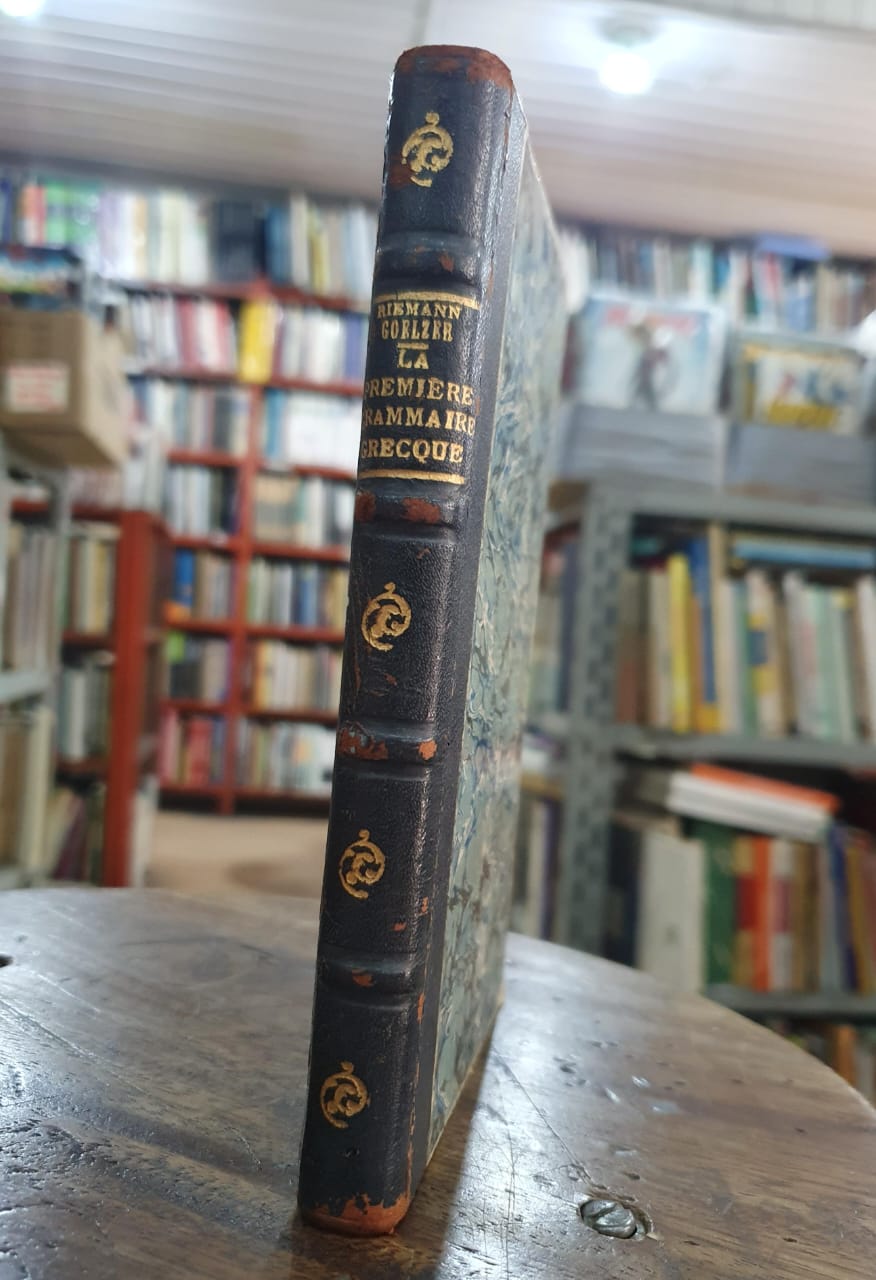 RIEMANN
GOELZER
LA
PREMIÈRE
GRAMMAIRE
GRECQUE